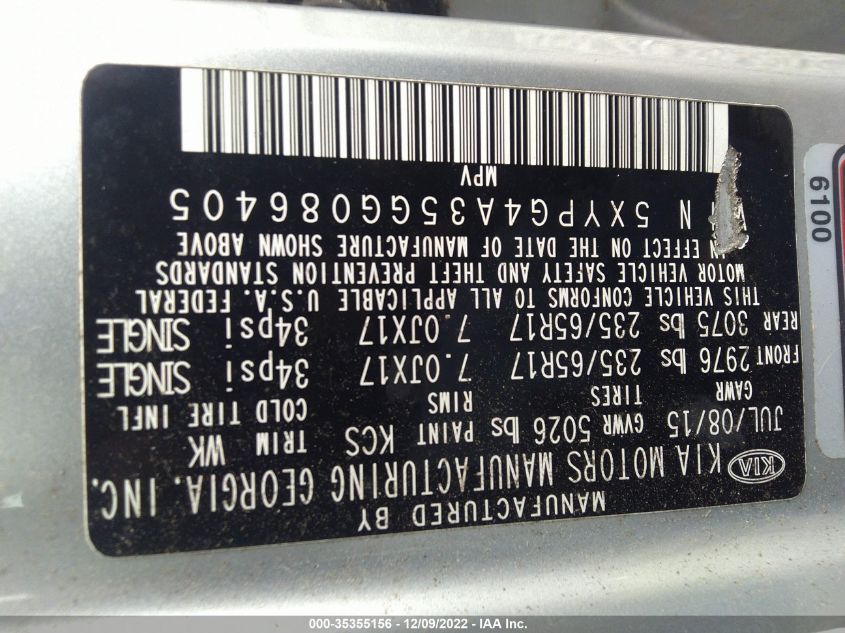 MANUFACTURED BY
KIA KIA MOTORS MANUFACTURING GEORGIA, INC.
JUL/08/15 GVWR 5026 lbs PAINT KCS TRIM WK
GAWR TIRES RIMS COLD TIRE INFL
FRONT 2976 lbs 235/65R17 7.0JX17 34psi SINGLE
REAR 3075 lbs 235/65R17 7.0JX17 34psi SINGLE
THIS VEHICLE CONFORMS TO ALL APPLICABLE U.S.A. FEDERAL
MOTOR VEHICLE SAFETY AND THEFT PREVENTION STANDARDS
IN EFFECT ON THE DATE OF MANUFACTURE SHOWN ABOVE
N 5XYPG4A35GG086405
MPV
6100
000-35355156 - 12/09/2022 - IAA Inc.